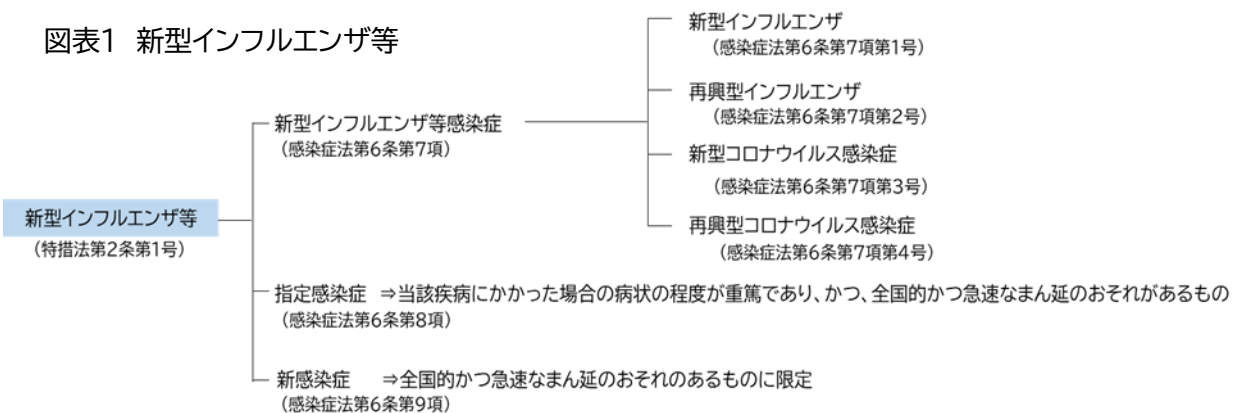 図表1 新型インフルエンザ等
新型インフルエンザ
(感染症法第6条第7項第1号)
再興型インフルエンザ
(感染症法第6条第7項第2号)
新型インフルエンザ等感染症
(感染症法第6条第7項)
新型コロナウイルス感染症
(感染症法第6条第7項第3号)
新型インフルエンザ等
(特措法第2条第1号)
再興型コロナウイルス感染症
(感染症法第6条第7項第4号)
指定感染症 ⇒当該疾病にかかった場合の病状の程度が重篤であり、かつ、全国的かつ急速なまん延のおそれがあるもの
(感染症法第6条第8項)
新感染症 ⇒全国的かつ急速なまん延のおそれのあるものに限定
(感染症法第6条第9項)